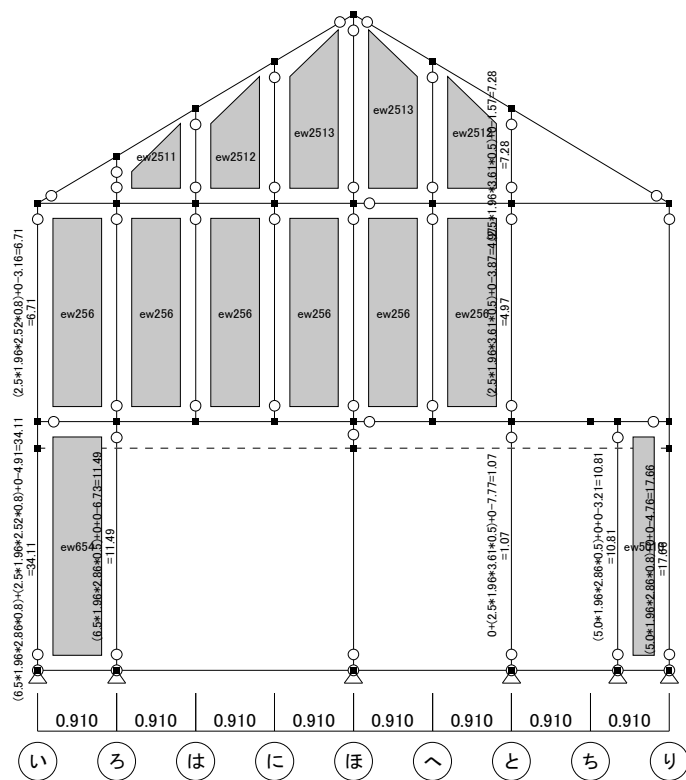 ew2513
ew2513
ew2511
ew2512
ew2512
(2.5*1.96*3.61*0.5)+0-1.57=7.28
=7.28
(2.5*1.96*2.52*0.8)+0-3.16=6.71
=6.71
ew256
ew256
ew256
ew256
ew256
ew256
(2.5*1.96*3.61*0.5)+0-3.87=4.97
=4.97
(6.5*1.96*2.86*0.8)+(2.5*1.96*2.52*0.8)+0-4.91=34.11
=34.11
ew654
(6.5*1.96*2.86*0.5)+0+0-6.73=11.49
=11.49
0+(2.5*1.96*3.61*0.5)+0-7.77=1.07
=1.07
(5.0*1.96*2.86*0.5)+0+0-3.21=10.81
=10.81
(5.0*1.96*2.86*0.8)+0+0-4.76=17.66
=17.66
0.910 0.910 0.910 0.910 0.910 0.910 0.910 0.910
い ろ は に ほ へ と ち り